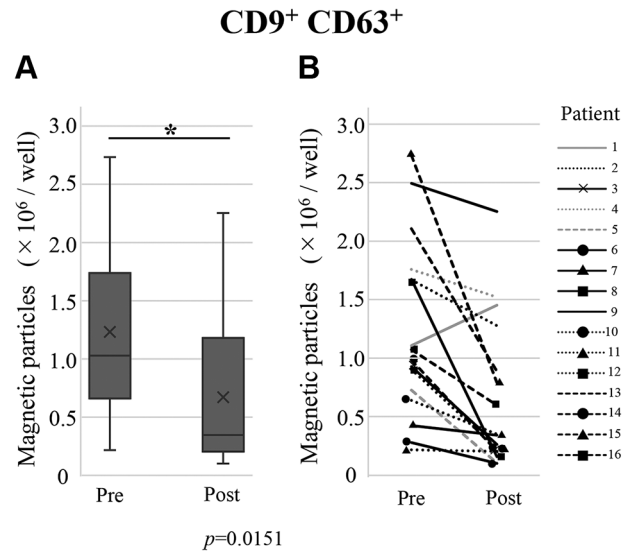 CD9⁺ CD63⁺
A
B
Magnetic particles (×10⁶ / well)
3.0
2.5
2.0
1.5
1.0
0.5
0
*
Pre
Post
p=0.0151
Magnetic particles (×10⁶ / well)
3.0
2.5
2.0
1.5
1.0
0.5
0
Pre
Post
Patient
1
2
3
4
5
6
7
8
9
10
11
12
13
14
15
16